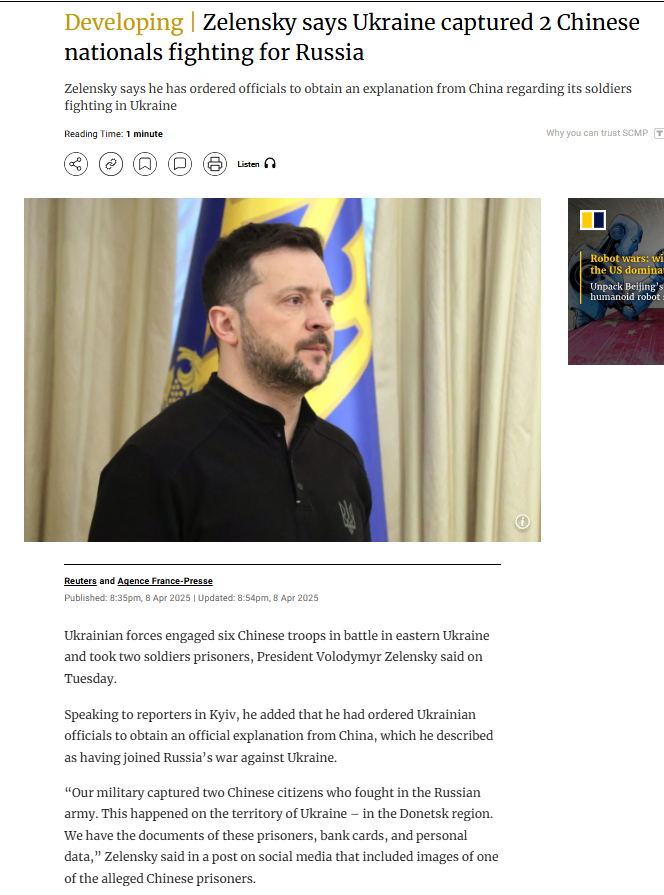 Developing | Zelensky says Ukraine captured 2 Chinese
nationals fighting for Russia
Zelensky says he has ordered officials to obtain an explanation from China regarding its soldiers
fighting in Ukraine
Reading Time: 1 minute
Why you can trust SCMP
Listen
Robot wars: wi
the US domina
Unpack Beijing's
humanoid robot
Reuters and Agence France-Presse
Published: 8:35pm, 8 Apr 2025 | Updated: 8:54pm, 8 Apr 2025
Ukrainian forces engaged six Chinese troops in battle in eastern Ukraine
and took two soldiers prisoners, President Volodymyr Zelensky said on
Tuesday.
Speaking to reporters in Kyiv, he added that he had ordered Ukrainian
officials to obtain an official explanation from China, which he described
as having joined Russia's war against Ukraine.
“Our military captured two Chinese citizens who fought in the Russian
army. This happened on the territory of Ukraine – in the Donetsk region.
We have the documents of these prisoners, bank cards, and personal
data,” Zelensky said in a post on social media that included images of one
of the alleged Chinese prisoners.